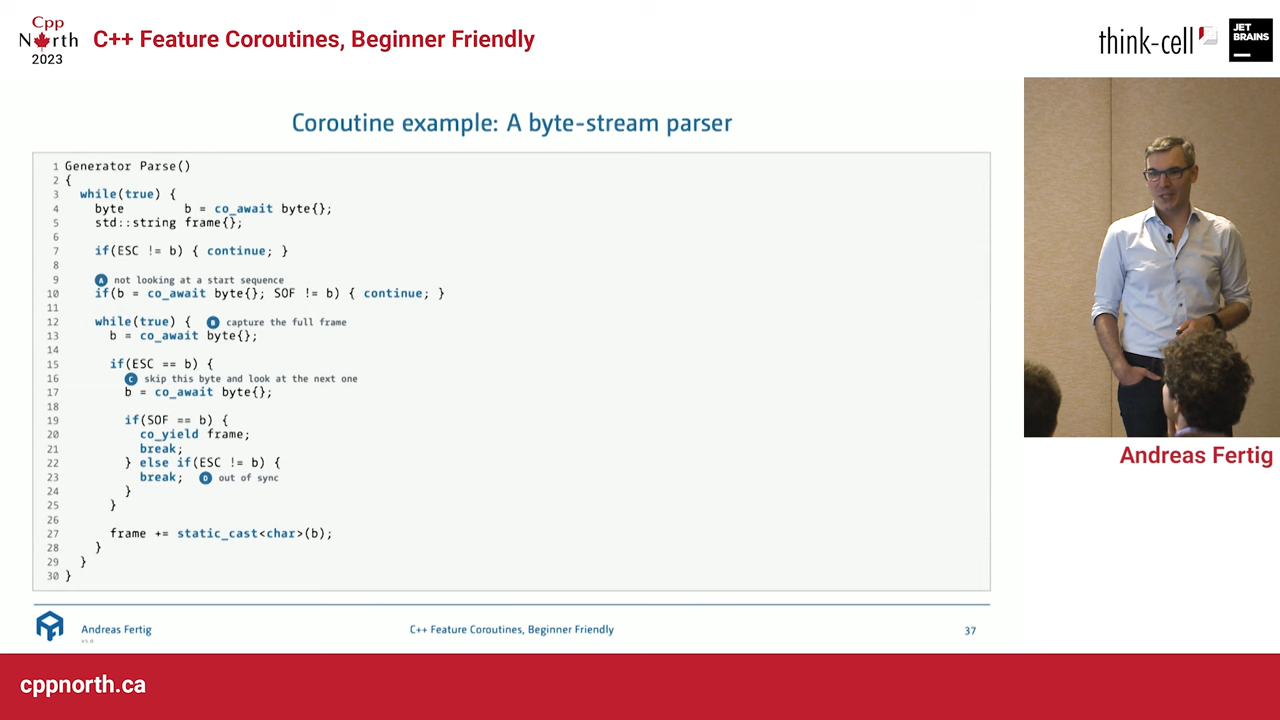 Cpp
North
2023
C++ Feature Coroutines, Beginner Friendly
think-cell
JET
BRAINS
Coroutine example: A byte-stream parser
1 Generator Parse()
2 {
3   while(true) {
4     byte        b = co_await byte{};
5     std::string frame{};
6
7     if(ESC != b) { continue; }
8
9     A not looking at a start sequence
10     if(b = co_await byte{}; SOF != b) { continue; }
11
12     while(true) { B capture the full frame
13       b = co_await byte{};
14
15       if(ESC == b) {
16         C skip this byte and look at the next one
17         b = co_await byte{};
18
19         if(SOF == b) {
20           co_yield frame;
21           break;
22         } else if(ESC != b) {
23           break; D out of sync
24         }
25       }
26
27       frame += static_cast<char>(b);
28     }
29   }
30 }
Andreas Fertig
Andreas Fertig
v1.0
C++ Feature Coroutines, Beginner Friendly
37
cppnorth.ca